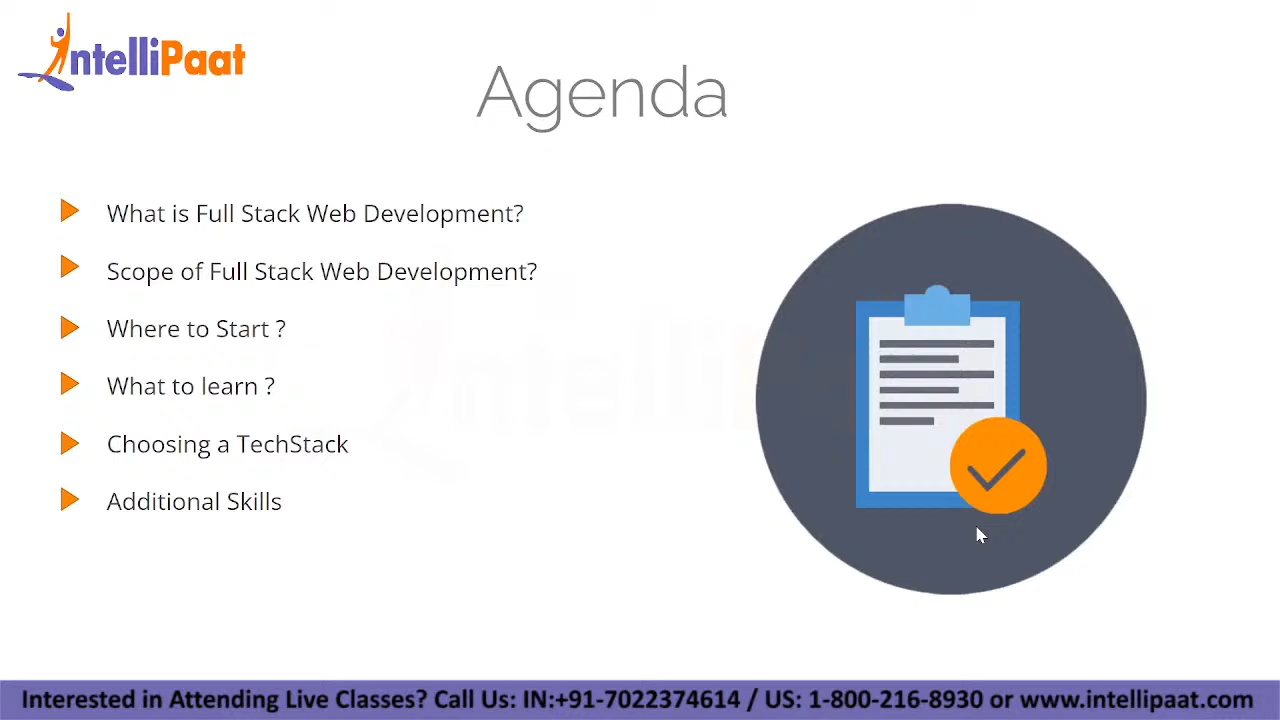 IntelliPaat
Agenda
What is Full Stack Web Development?
Scope of Full Stack Web Development?
Where to Start ?
What to learn ?
Choosing a TechStack
Additional Skills
Interested in Attending Live Classes? Call Us: IN:+91-7022374614 / US: 1-800-216-8930 or www.intellipaat.com